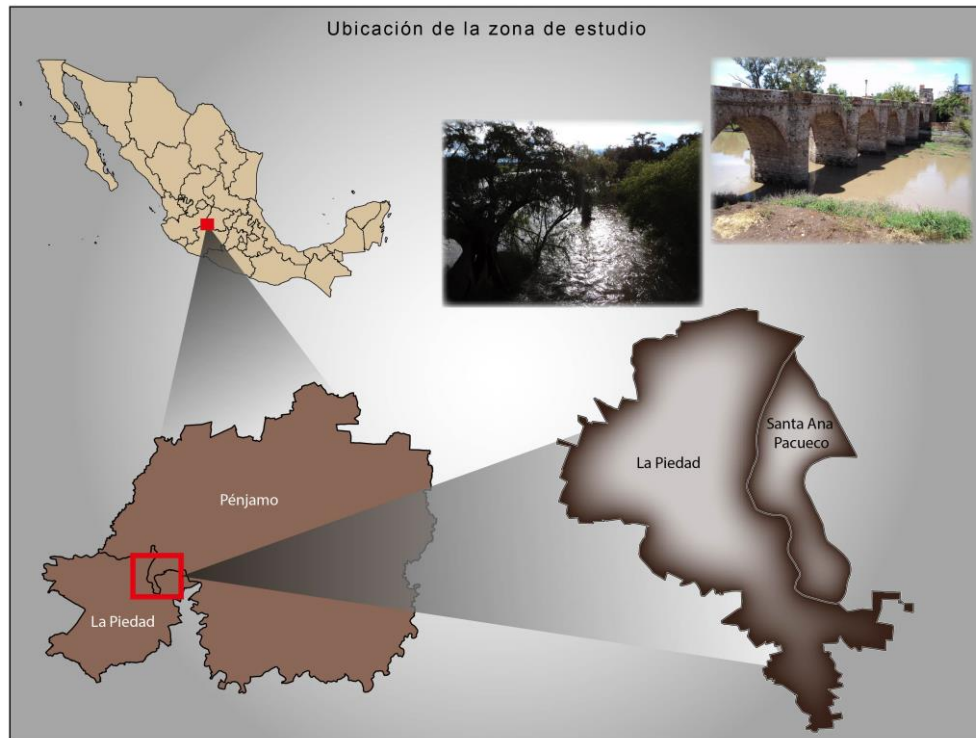 Ubicación de la zona de estudio
Santa Ana
Pacueco
La Piedad
Pénjamo
La Piedad